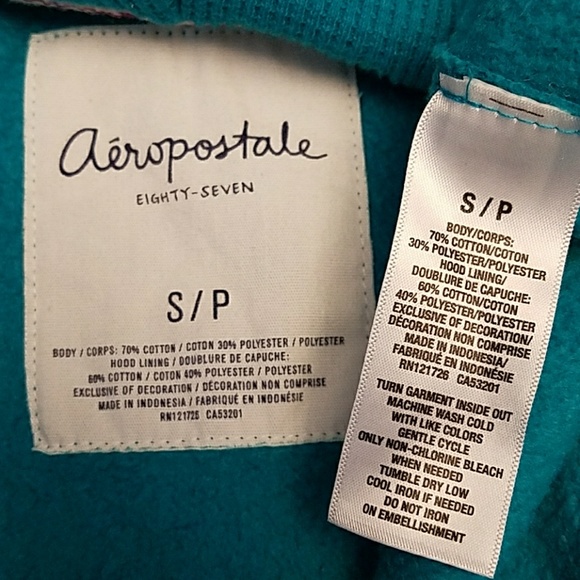 Aéropostale
EIGHTY-SEVEN
S/P
BODY / CORPS: 70% COTTON / COTON 30% POLYESTER / POLYESTER
HOOD LINING / DOUBLURE DE CAPUCHE:
60% COTTON / COTON 40% POLYESTER / POLYESTER
EXCLUSIVE OF DECORATION / DÉCORATION NON COMPRISE
MADE IN INDONESIA / FABRIQUÉ EN INDONÉSIE
RN121726 CA53201
S/P
BODY/CORPS:
70% COTTON/COTON
30% POLYESTER/POLYESTER
HOOD LINING/
DOUBLURE DE CAPUCHE:
60% COTTON/COTON
40% POLYESTER/POLYESTER
EXCLUSIVE OF DECORATION/
DÉCORATION NON COMPRISE
MADE IN INDONESIA/
FABRIQUÉ EN INDONÉSIE
RN121726 CA53201
TURN GARMENT INSIDE OUT
MACHINE WASH COLD
WITH LIKE COLORS
GENTLE CYCLE
ONLY NON-CHLORINE BLEACH
WHEN NEEDED
TUMBLE DRY LOW
COOL IRON IF NEEDED
DO NOT IRON
ON EMBELLISHMENT